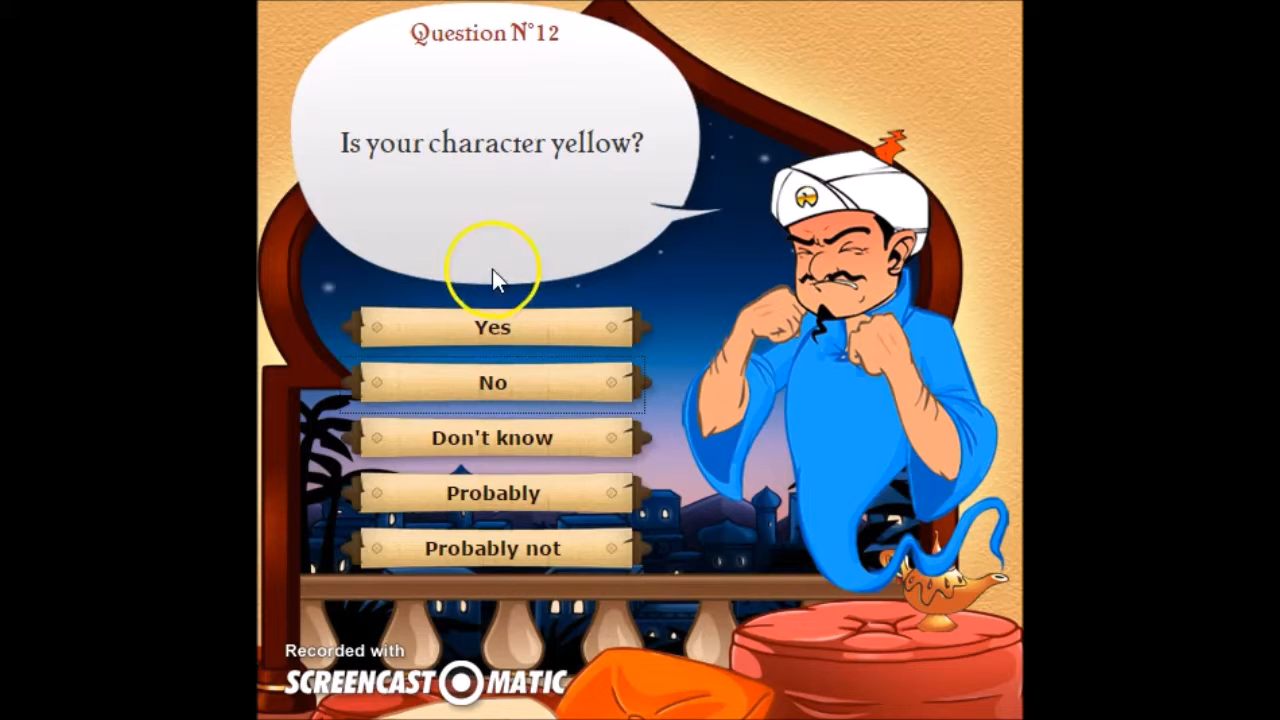 Question N°12
Is your character yellow?
Yes
No
Don't know
Probably
Probably not
Recorded with
SCREENCAST MATIC